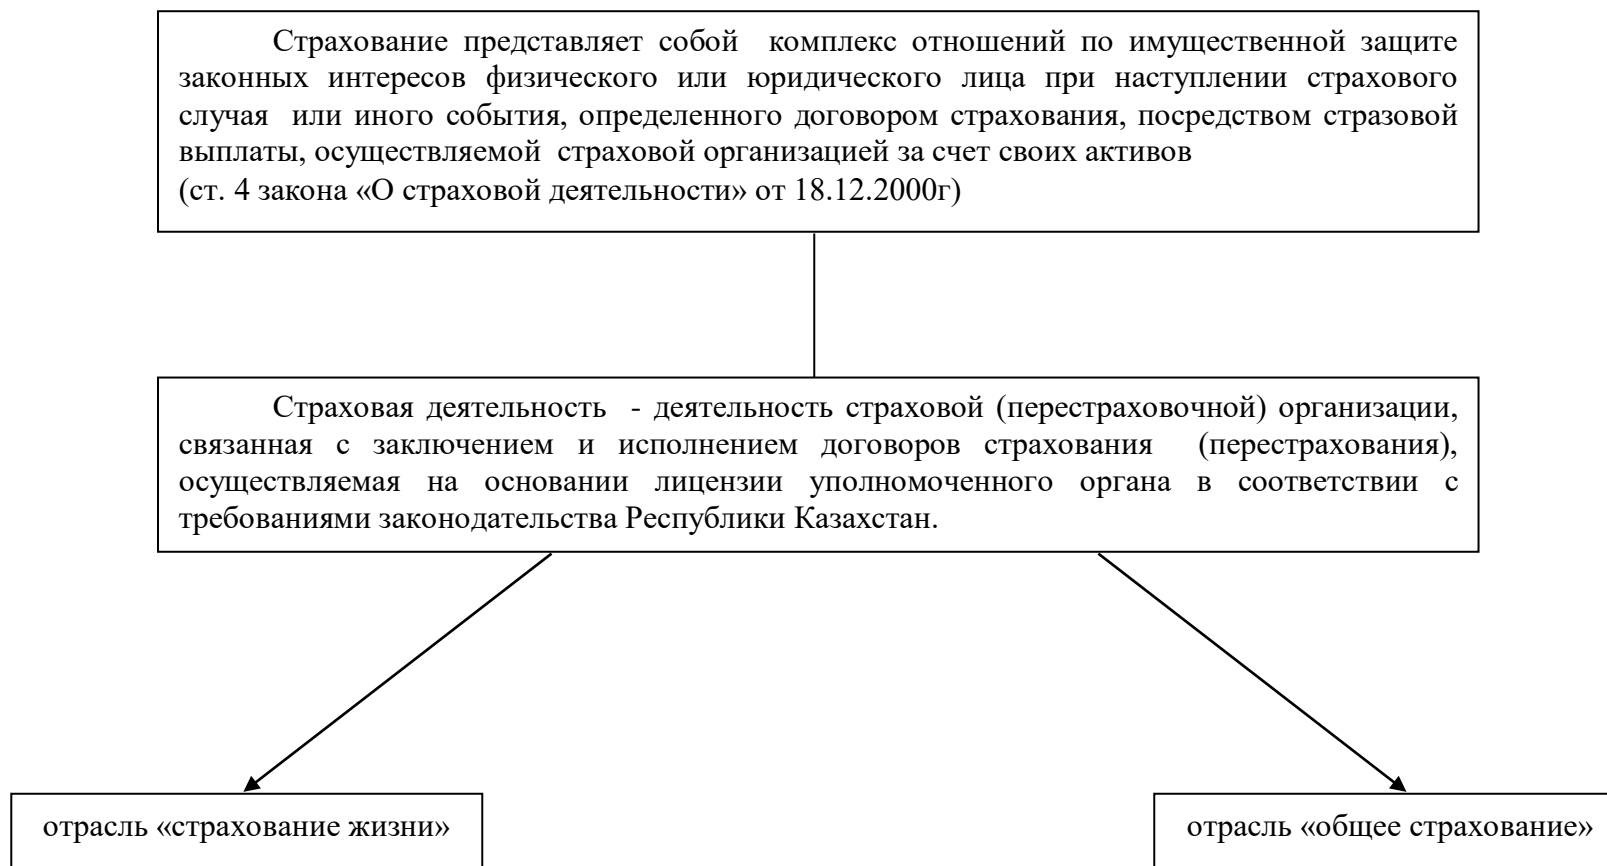 Страхование представляет собой комплекс отношений по имущественной защите
законных интересов физического или юридического лица при наступлении страхового
случая или иного события, определенного договором страхования, посредством стразовой
выплаты, осуществляемой страховой организацией за счет своих активов
(ст. 4 закона «О страховой деятельности» от 18.12.2000г)
Страховая деятельность - деятельность страховой (перестраховочной) организации,
связанная с заключением и исполнением договоров страхования (перестрахования),
осуществляемая на основании лицензии уполномоченного органа в соответствии с
требованиями законодательства Республики Казахстан.
отрасль «страхование жизни»
отрасль «общее страхование»